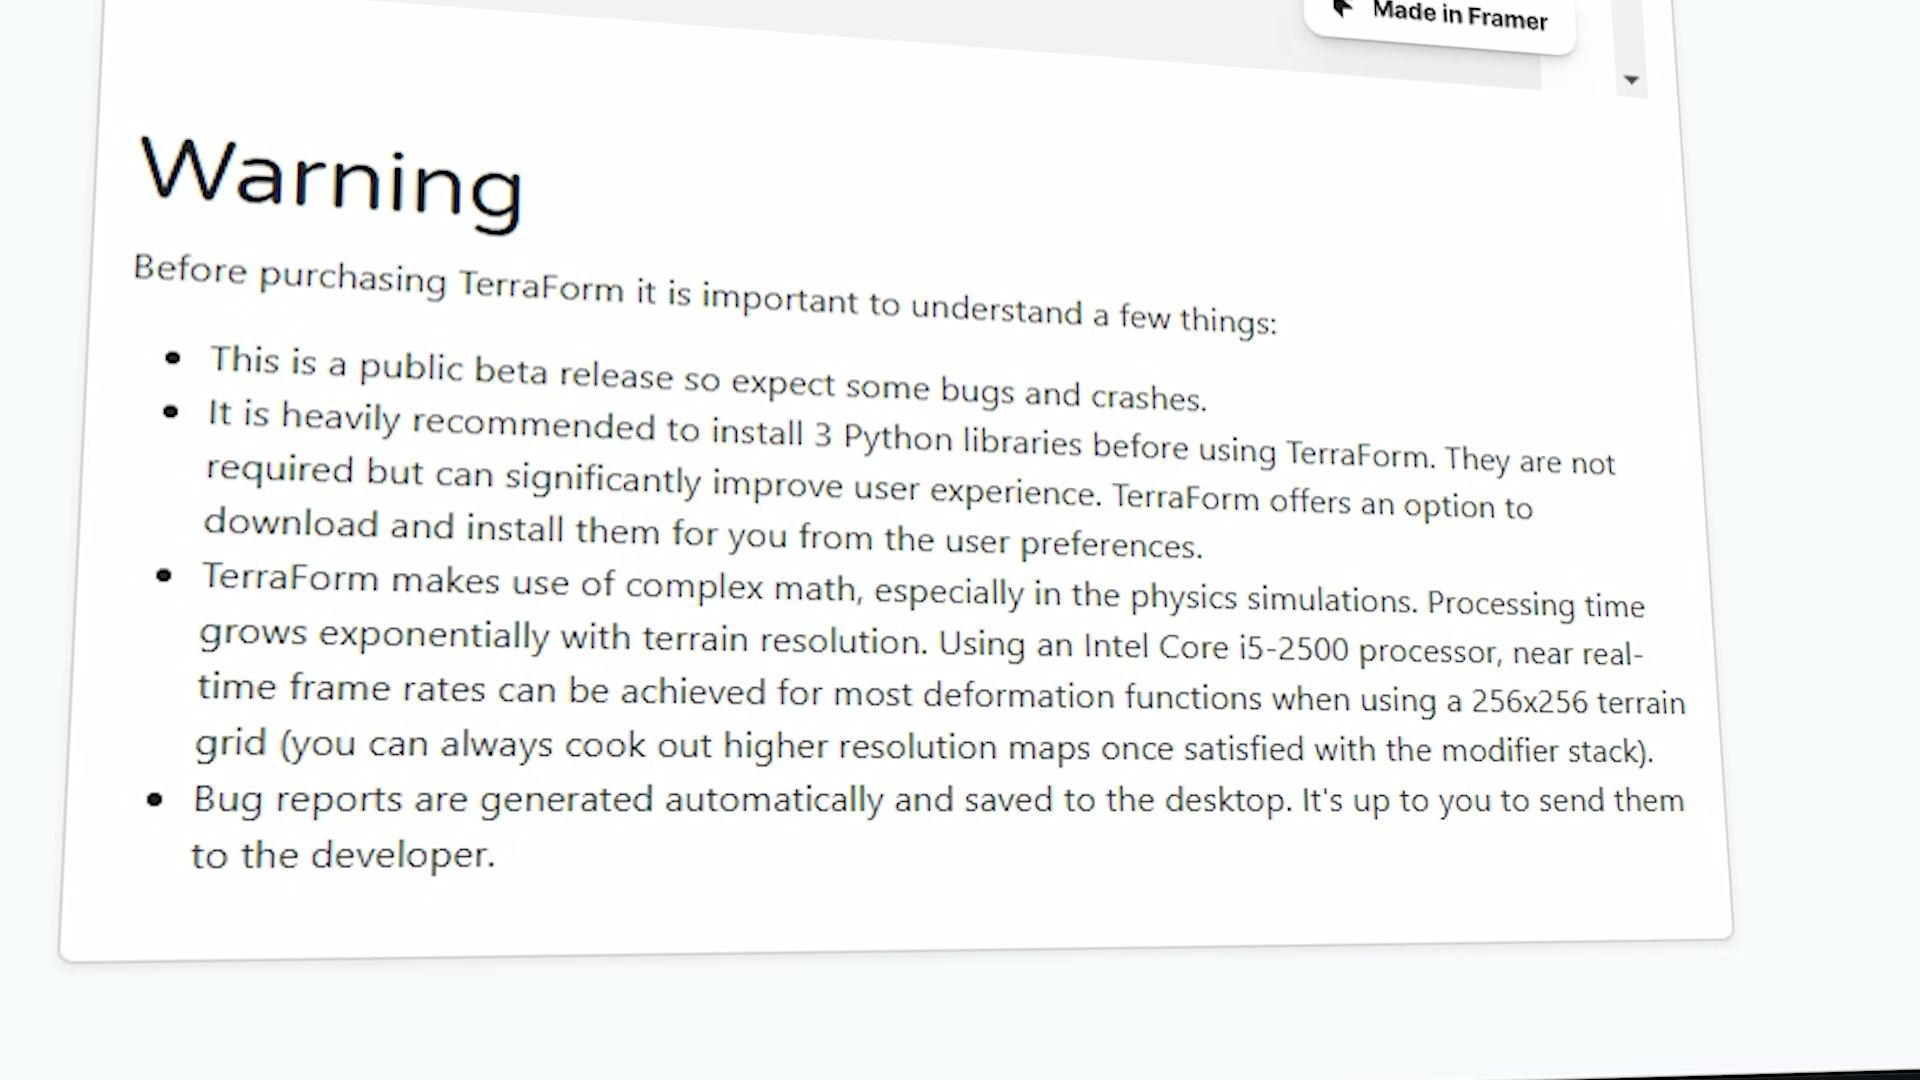 Made in Framer
Warning
Before purchasing TerraForm it is important to understand a few things:
This is a public beta release so expect some bugs and crashes.
It is heavily recommended to install 3 Python libraries before using TerraForm. They are not
required but can significantly improve user experience. TerraForm offers an option to
download and install them for you from the user preferences.
TerraForm makes use of complex math, especially in the physics simulations. Processing time
grows exponentially with terrain resolution. Using an Intel Core i5-2500 processor, near real-
time frame rates can be achieved for most deformation functions when using a 256x256 terrain
grid (you can always cook out higher resolution maps once satisfied with the modifier stack).
Bug reports are generated automatically and saved to the desktop. It's up to you to send them
to the developer.